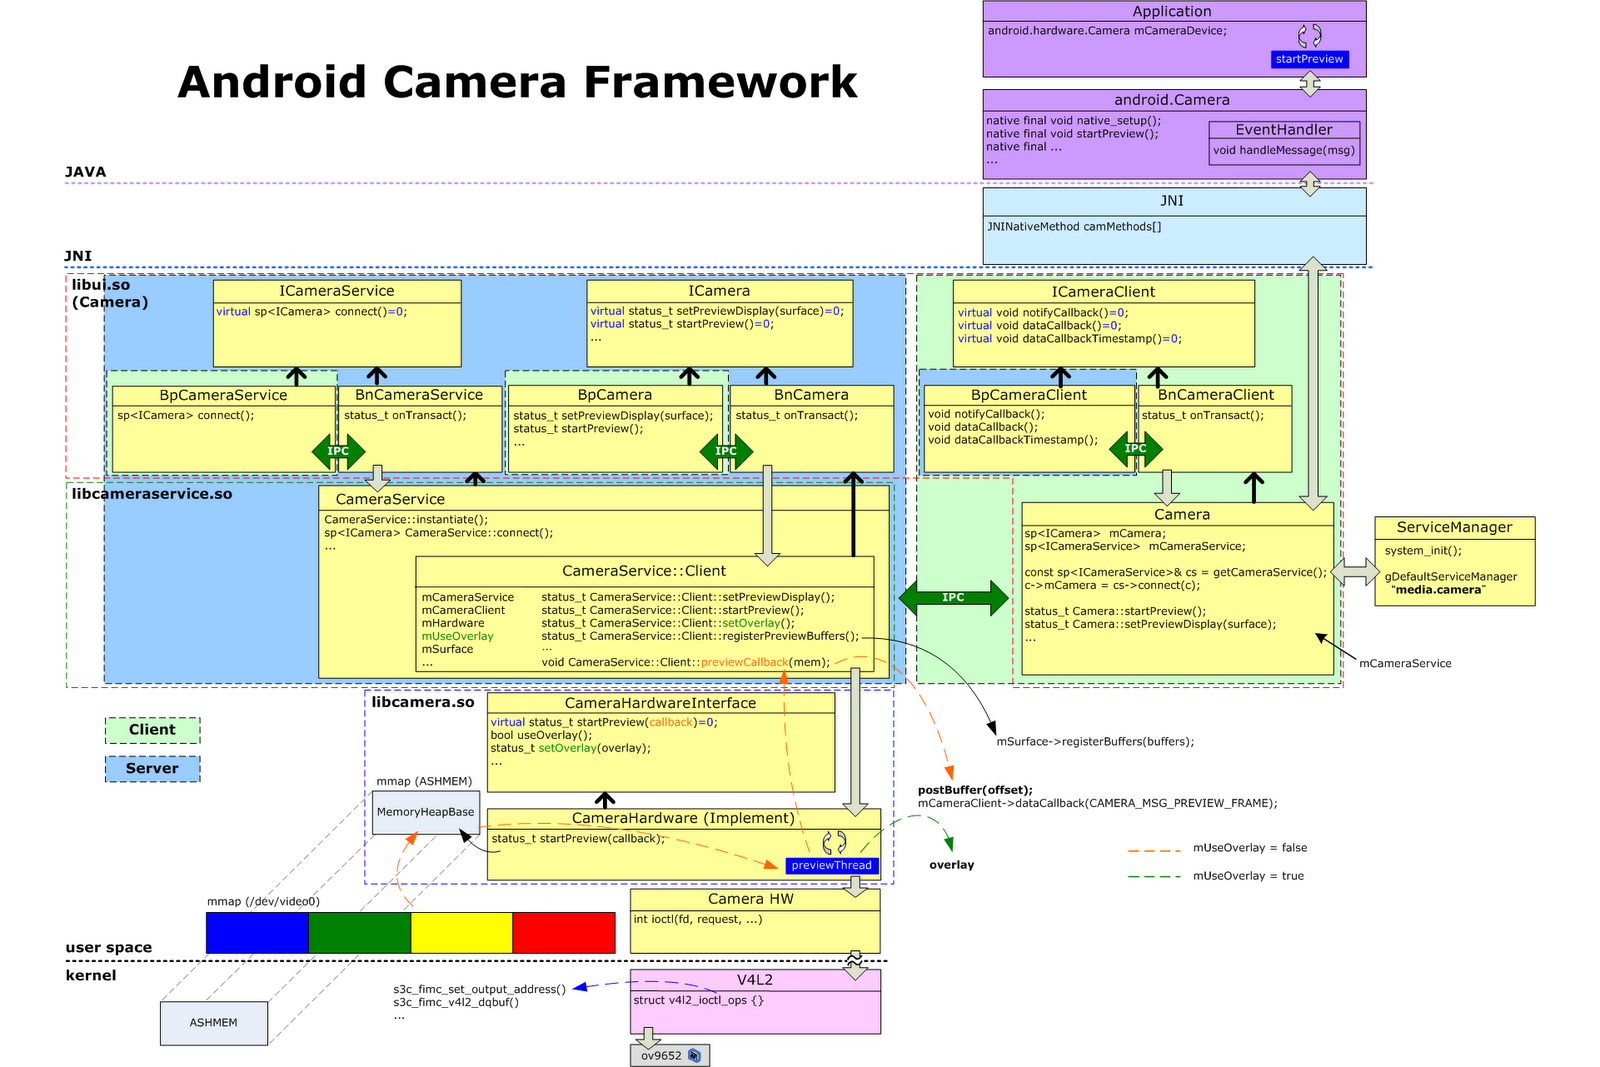 Android Camera Framework
Application
android.hardware.Camera mCameraDevice;
startPreview
android.Camera
native final void native_setup();
native final void startPreview();
native final ...
...
EventHandler
void handleMessage(msg)
JAVA
JNI
JNINativeMethod camMethods[]
JNI
libui.so
(Camera)
ICameraService
virtual sp<ICamera> connect()=0;
ICamera
virtual status_t setPreviewDisplay(surface)=0;
virtual status_t startPreview()=0;
...
ICameraClient
virtual void notifyCallback()=0;
virtual void dataCallback()=0;
virtual void dataCallbackTimestamp()=0;
BpCameraService
sp<ICamera> connect();
IPC
BnCameraService
status_t onTransact();
BpCamera
status_t setPreviewDisplay(surface);
status_t startPreview();
...
IPC
BnCamera
status_t onTransact();
BpCameraClient
void notifyCallback();
void dataCallback();
void dataCallbackTimestamp();
IPC
BnCameraClient
status_t onTransact();
libcameraservice.so
CameraService
CameraService::instantiate();
sp<ICamera> CameraService::connect();
...
CameraService::Client
mCameraService
mCameraClient
mHardware
mUseOverlay
mSurface
...
status_t CameraService::Client::setPreviewDisplay();
status_t CameraService::Client::startPreview();
status_t CameraService::Client::setOverlay();
status_t CameraService::Client::registerPreviewBuffers();
...
void CameraService::Client::previewCallback(mem);
IPC
Camera
sp<ICamera>  mCamera;
sp<ICameraService>  mCameraService;
const sp<ICameraService>& cs = getCameraService();
c->mCamera = cs->connect(c);
status_t Camera::startPreview();
status_t Camera::setPreviewDisplay(surface);
...
ServiceManager
system_init();
gDefaultServiceManager
"media.camera"
mCameraService
libcamera.so
CameraHardwareInterface
virtual status_t startPreview(callback)=0;
bool useOverlay();
status_t setOverlay(overlay);
...
Client
Server
mSurface->registerBuffers(buffers);
postBuffer(offset);
mCameraClient->dataCallback(CAMERA_MSG_PREVIEW_FRAME);
mmap (ASHMEM)
MemoryHeapBase
CameraHardware (Implement)
status_t startPreview(callback);
previewThread
overlay
mUseOverlay = false
mUseOverlay = true
mmap (/dev/video0)
Camera HW
int ioctl(fd, request, ...)
user space
kernel
V4L2
struct v4l2_ioctl_ops {}
s3c_fimc_set_output_address()
s3c_fimc_v4l2_dqbuf()
...
ASHMEM
ov9652